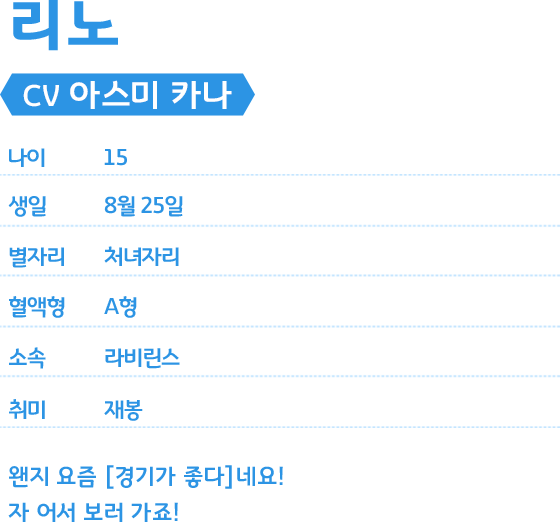 리노
CV 아스미 카나
나이 15
생일 8월 25일
별자리 처녀자리
혈액형 A형
소속 라비린스
취미 재봉
왠지 요즘 [경기가 좋다]네요!
자 어서 보러 가죠!